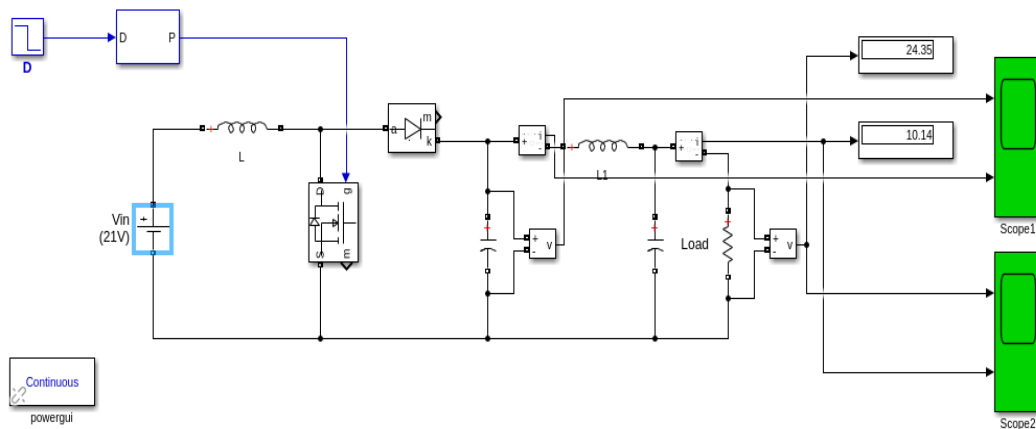 D
P
D
24.35
m
a
k
i
+
-
10.14
i
+
-
L
L1
g
D
Vin
(21V)
+
S
m
+
-
v
Load
+
-
v
Scope1
Continuous
powergui
Scope2